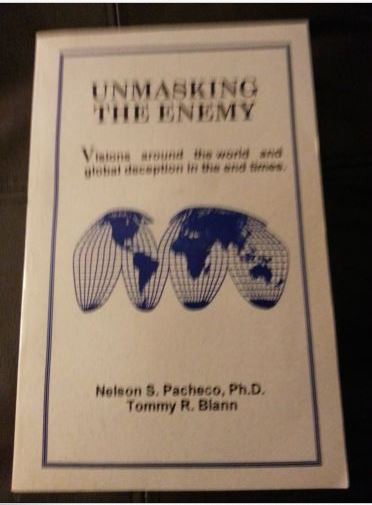 UNMASKING
THE ENEMY
Visions around the world and
global deception in the end times.
Nelson S. Pacheco, Ph.D.
Tommy R. Blann